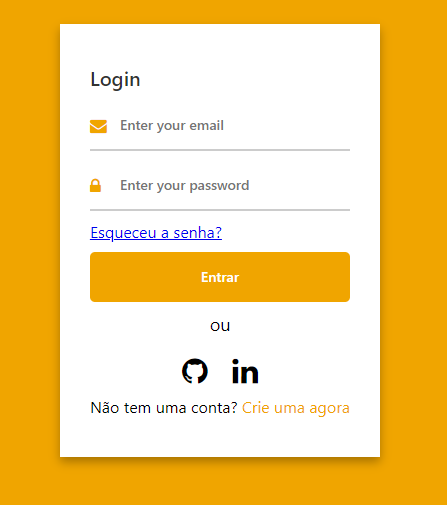 Login
Enter your email
Enter your password
Esqueceu a senha?
Entrar
ou
in
Não tem uma conta? Crie uma agora